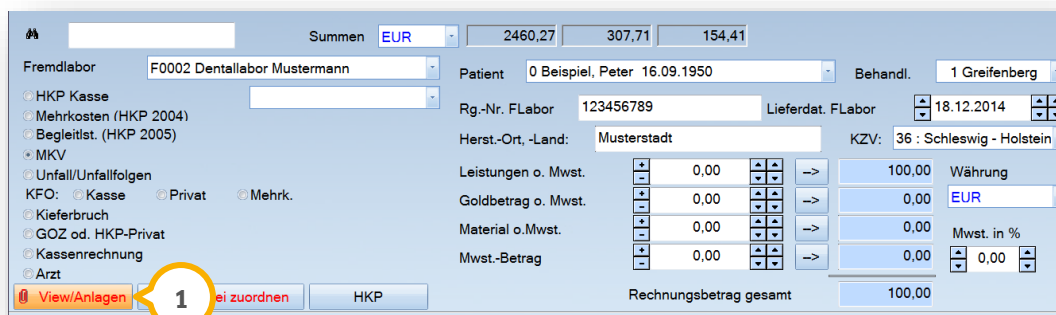 Summen EUR 2460,27 307,71 154,41
Fremdlabor F0002 Dentallabor Mustermann
HKP Kasse
Mehrkosten (HKP 2004)
Begleitlst. (HKP 2005)
MKV
Unfall/Unfallfolgen
KFO: Kasse Privat Mehrk.
Kieferbruch
GOZ od. HKP-Privat
Kassenrechnung
Arzt
View/Anlagen 1 ei zuordnen HKP
Patient 0 Beispiel, Peter 16.09.1950 Behandl. 1 Greifenberg
Rg.-Nr. FLabor 123456789 Lieferdat. FLabor 18.12.2014
Herst.-Ort, -Land: Musterstadt KZV: 36 : Schleswig - Holstein
Leistungen o. Mwst. 0,00 --> 100,00 Währung
Goldbetrag o. Mwst. 0,00 --> 0,00 EUR
Material o.Mwst. 0,00 --> 0,00 Mwst. in %
Mwst.-Betrag 0,00 --> 0,00 0,00
Rechnungsbetrag gesamt 100,00